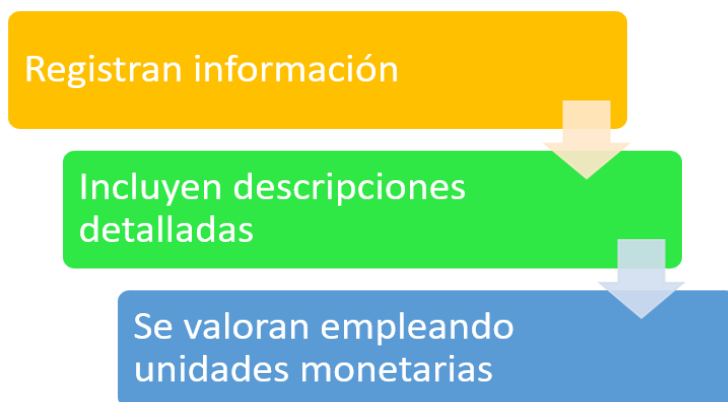 Registran información
Incluyen descripciones
detalladas
Se valoran empleando
unidades monetarias